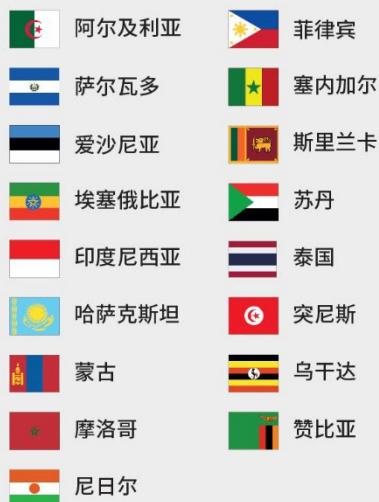 阿尔及利亚
萨尔瓦多
爱沙尼亚
埃塞俄比亚
印度尼西亚
哈萨克斯坦
蒙古
摩洛哥
尼日尔
菲律宾
塞内加尔
斯里兰卡
苏丹
泰国
突尼斯
乌干达
赞比亚